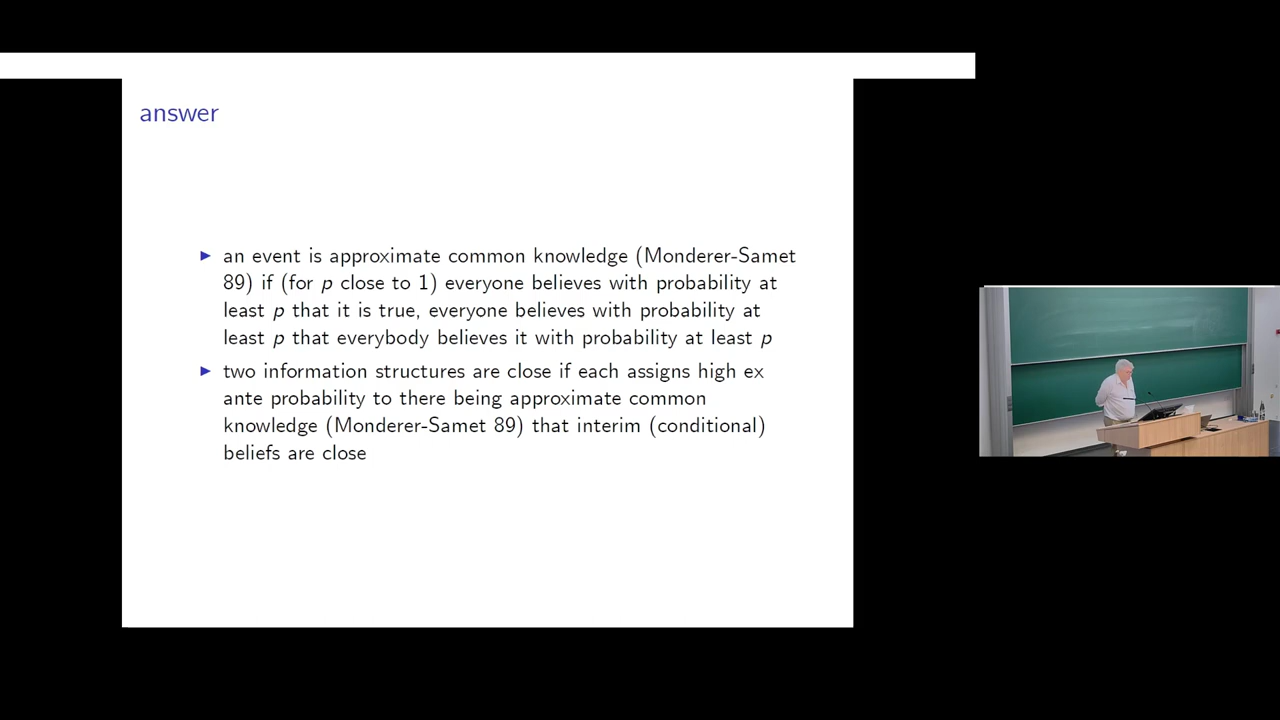 answer
▶ an event is approximate common knowledge (Monderer-Samet
89) if (for p close to 1) everyone believes with probability at
least p that it is true, everyone believes with probability at
least p that everybody believes it with probability at least p
▶ two information structures are close if each assigns high ex
ante probability to there being approximate common
knowledge (Monderer-Samet 89) that interim (conditional)
beliefs are close